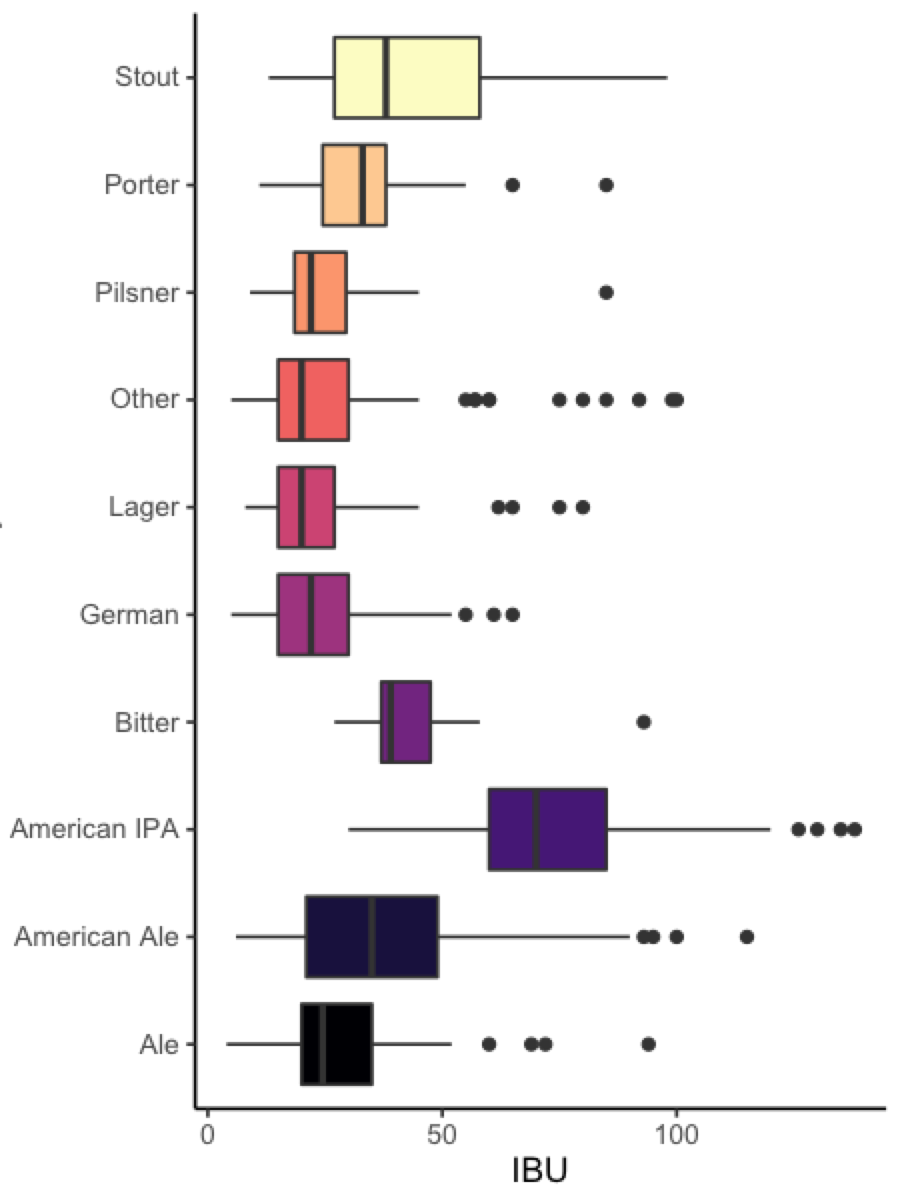 Stout
Porter
Pilsner
Other
Lager
German
Bitter
American IPA
American Ale
Ale
0 50 100
IBU